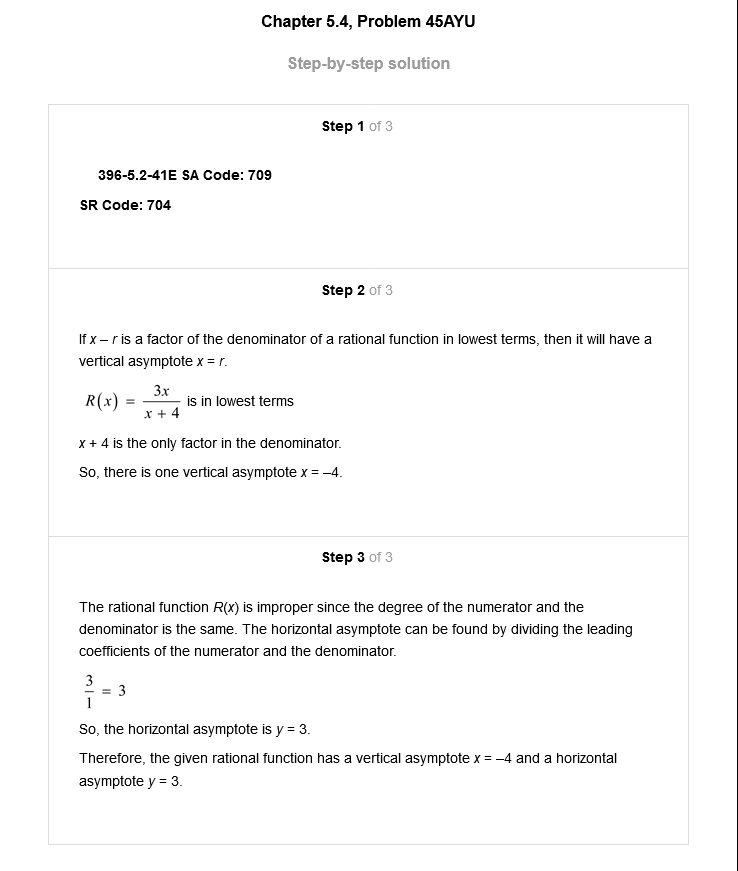 Chapter 5.4, Problem 45AYU
Step-by-step solution
Step 1 of 3
396-5.2-41E SA Code: 709
SR Code: 704
Step 2 of 3
If x – r is a factor of the denominator of a rational function in lowest terms, then it will have a
vertical asymptote x = r.
R(x) = 3x / x + 4 is in lowest terms
x + 4 is the only factor in the denominator.
So, there is one vertical asymptote x = –4.
Step 3 of 3
The rational function R(x) is improper since the degree of the numerator and the
denominator is the same. The horizontal asymptote can be found by dividing the leading
coefficients of the numerator and the denominator.
3 / 1 = 3
So, the horizontal asymptote is y = 3.
Therefore, the given rational function has a vertical asymptote x = –4 and a horizontal
asymptote y = 3.